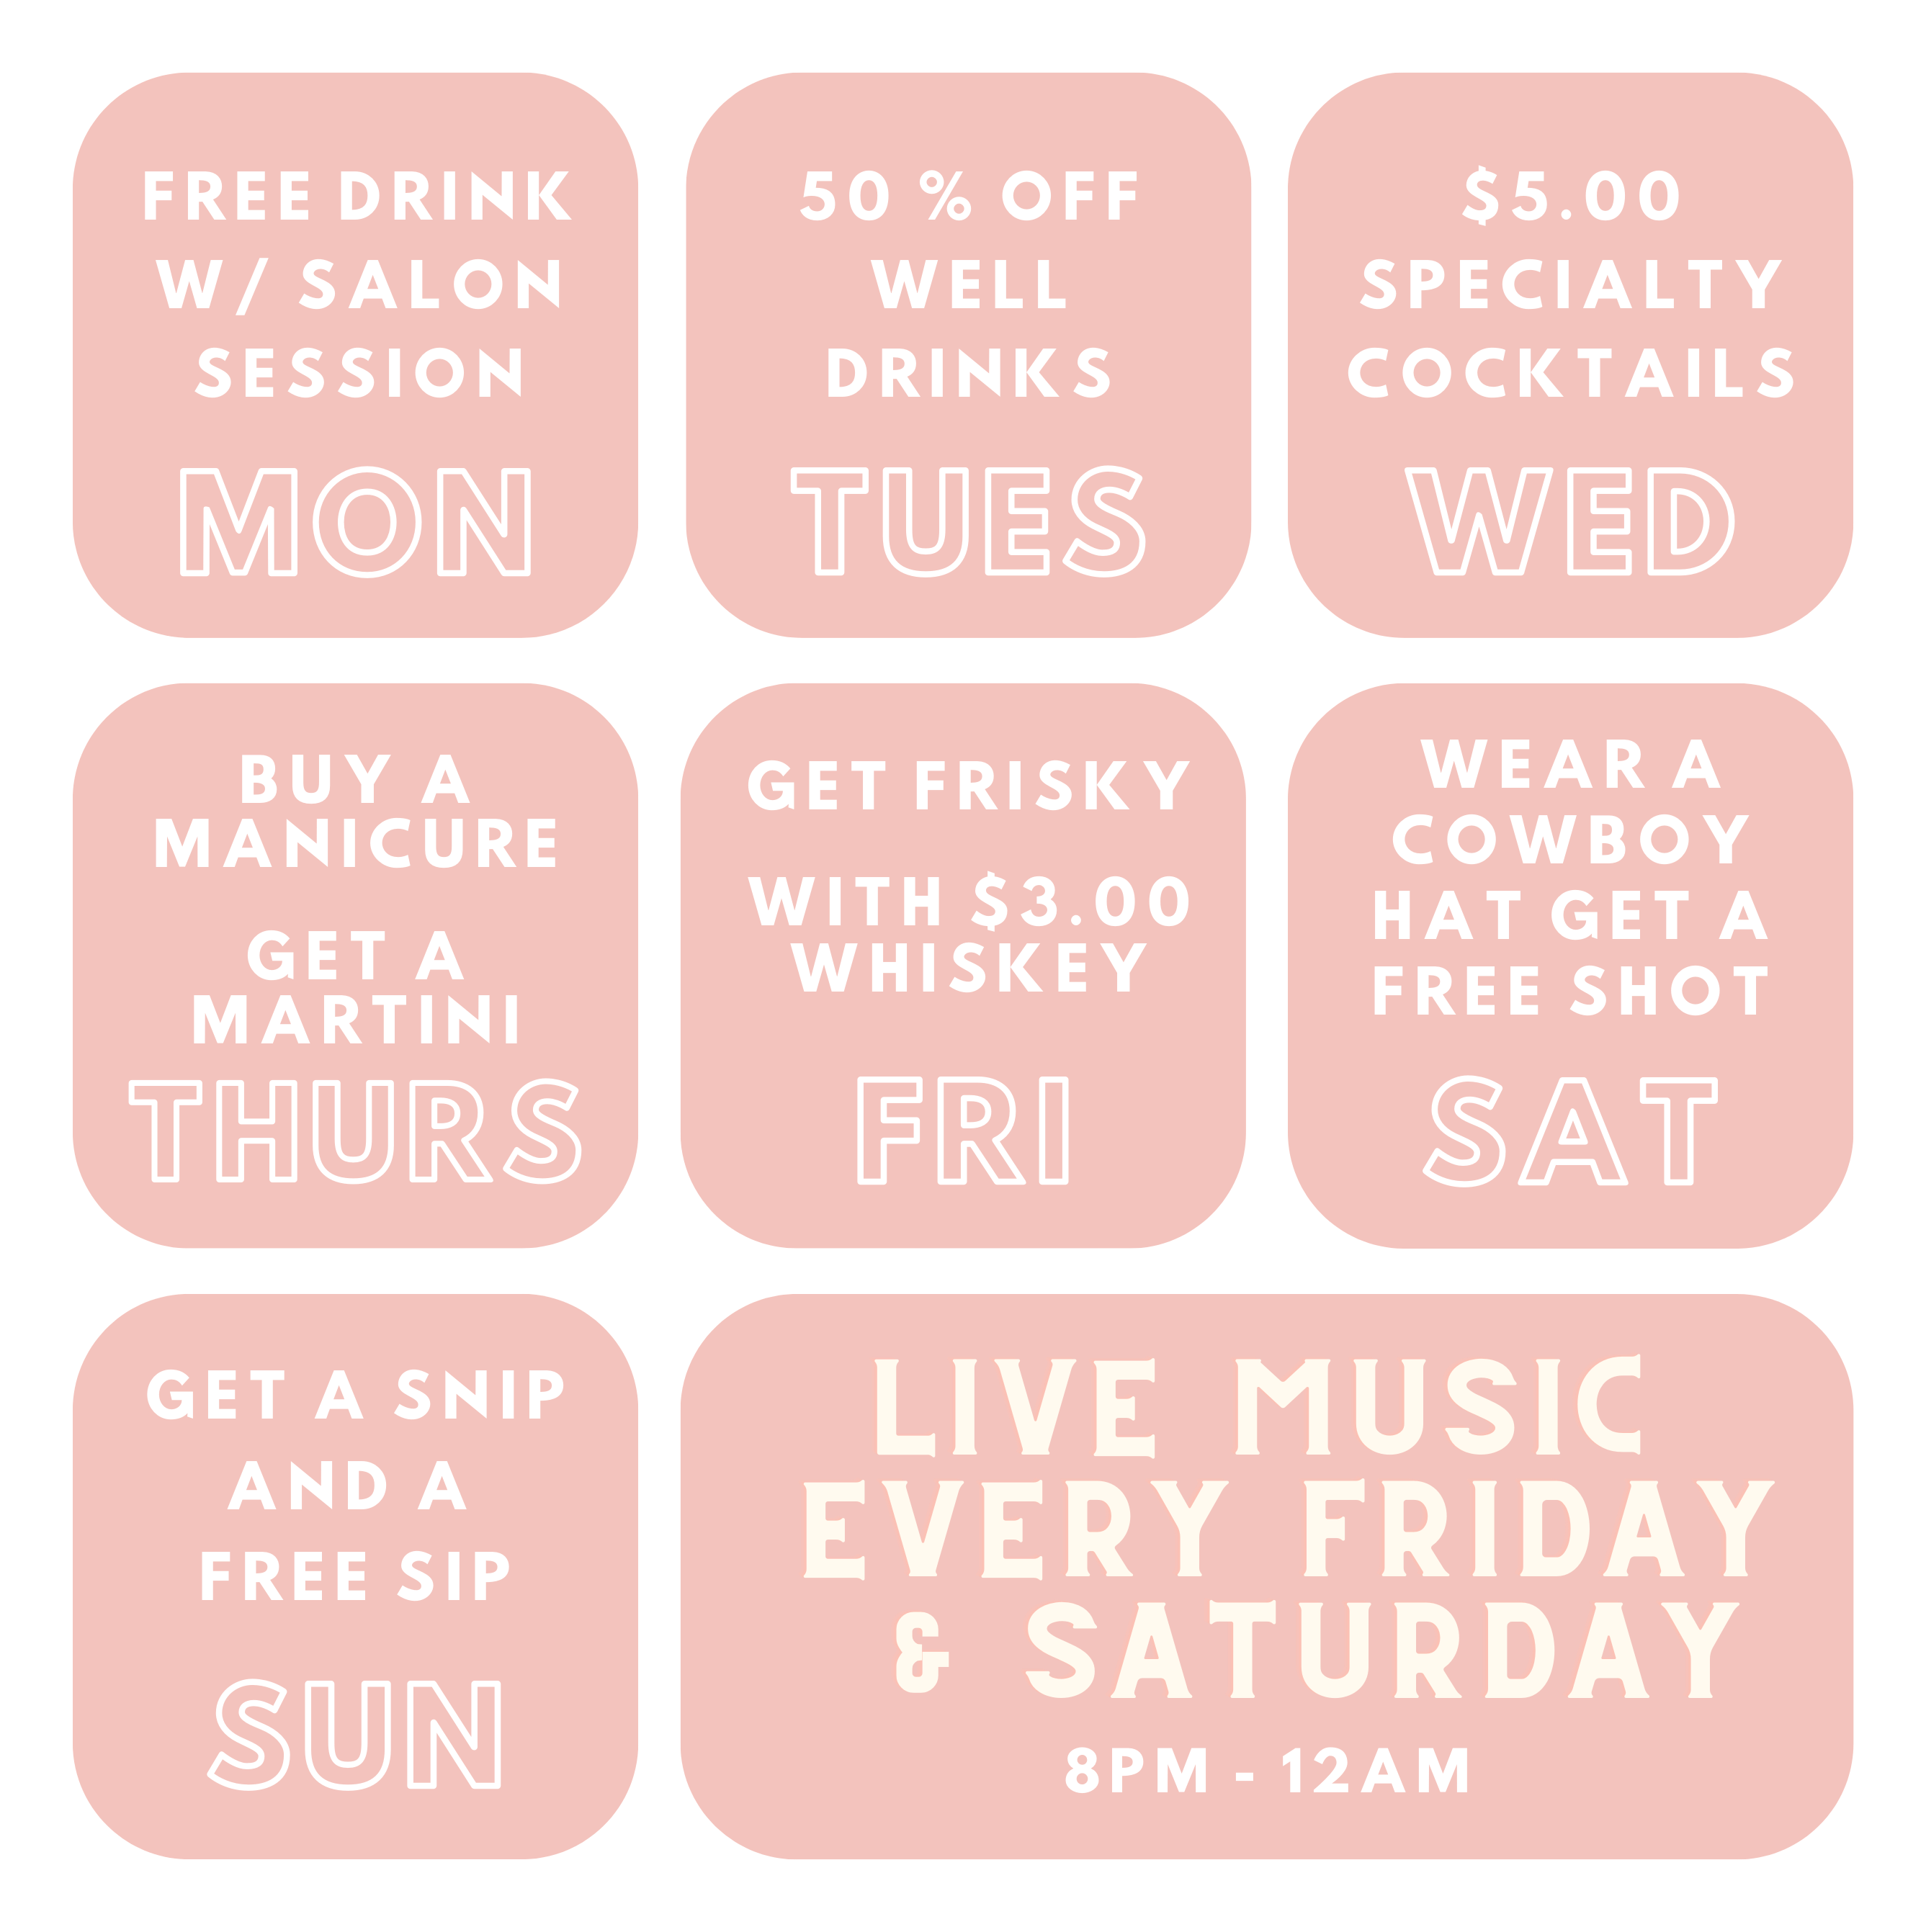 FREE DRINK
W/ SALON
SESSION
MON
50 % OFF
WELL
DRINKS
TUES
$5.00
SPECIALTY
COCKTAILS
WED
BUY A
MANICURE
GET A
MARTINI
THURS
GET FRISKY
WITH $3.00
WHISKEY
FRI
WEAR A
COWBOY
HAT GET A
FREE SHOT
SAT
GET A SNIP
AND A
FREE SIP
SUN
LIVE MUSIC
EVERY FRIDAY
& SATURDAY
8PM - 12AM